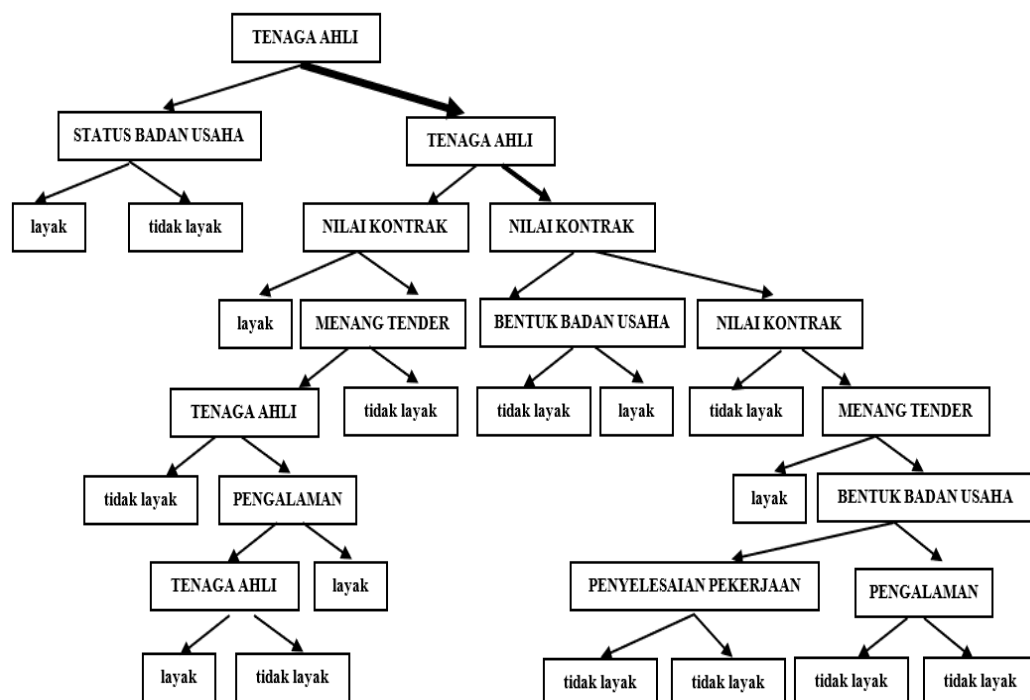 TENAGA AHLI
STATUS BADAN USAHA
TENAGA AHLI
layak
tidak layak
NILAI KONTRAK
NILAI KONTRAK
layak
MENANG TENDER
BENTUK BADAN USAHA
NILAI KONTRAK
TENAGA AHLI
tidak layak
tidak layak
layak
tidak layak
MENANG TENDER
tidak layak
PENGALAMAN
layak
BENTUK BADAN USAHA
TENAGA AHLI
layak
PENYELESAIAN PEKERJAAN
PENGALAMAN
layak
tidak layak
tidak layak
tidak layak
tidak layak
tidak layak